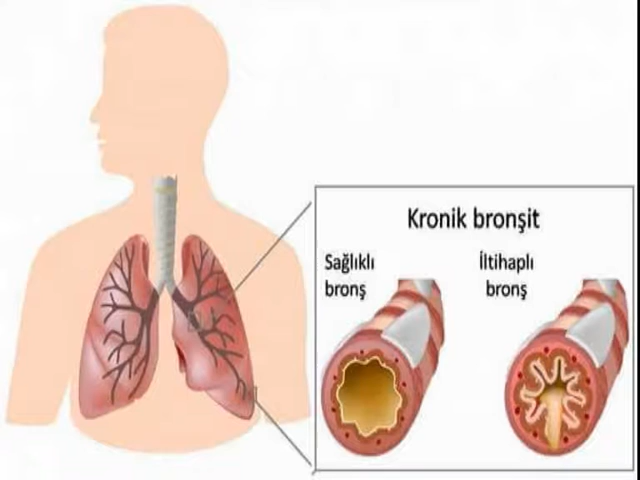 Kronik bronşit
Sağlıklı
bronş
İltihaplı
bronş